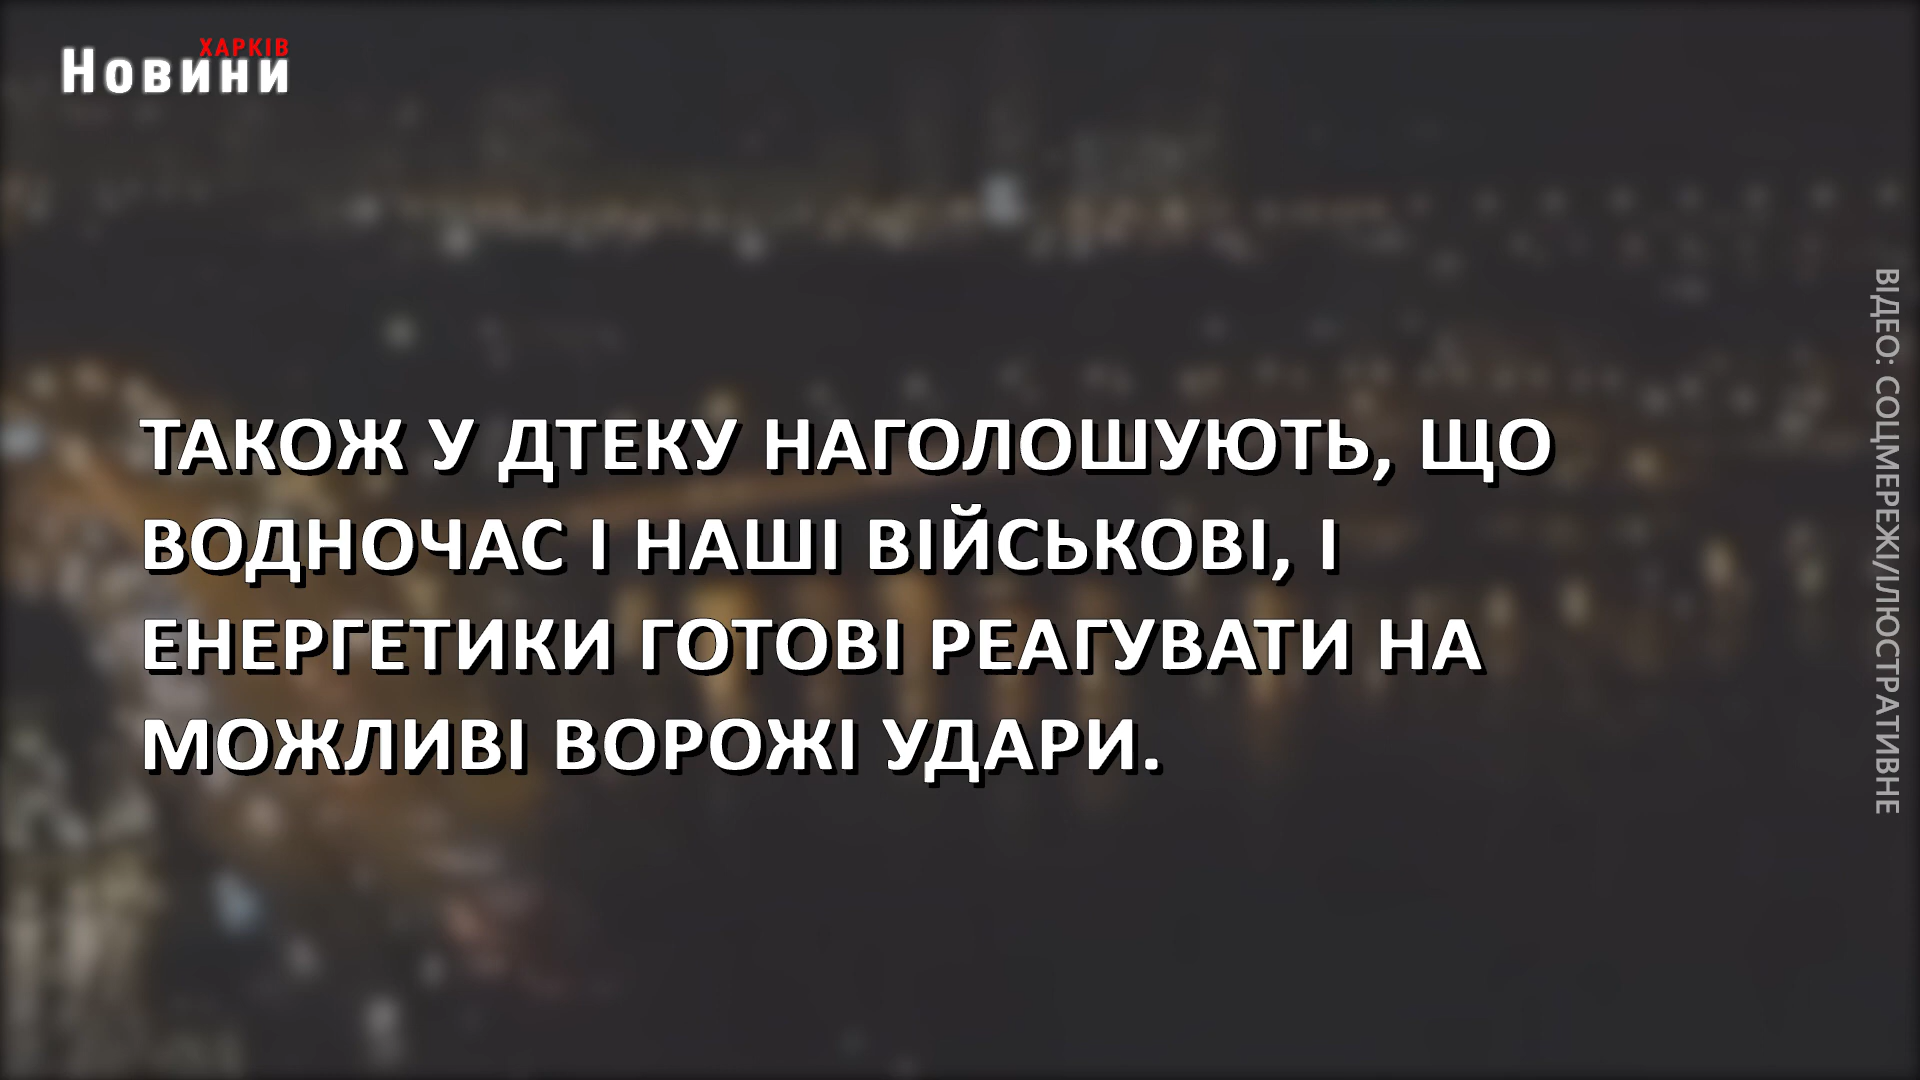 ХАРКІВ
Новини
ТАКОЖ У ДТЕКУ НАГОЛОШУЮТЬ, ЩО
ВОДНОЧАС І НАШІ ВІЙСЬКОВІ, І
ЕНЕРГЕТИКИ ГОТОВІ РЕАГУВАТИ НА
МОЖЛИВІ ВОРОЖІ УДАРИ.
ВІДЕО: СОЦМЕРЕЖІ/ІЛЮСТРАТИВНЕ